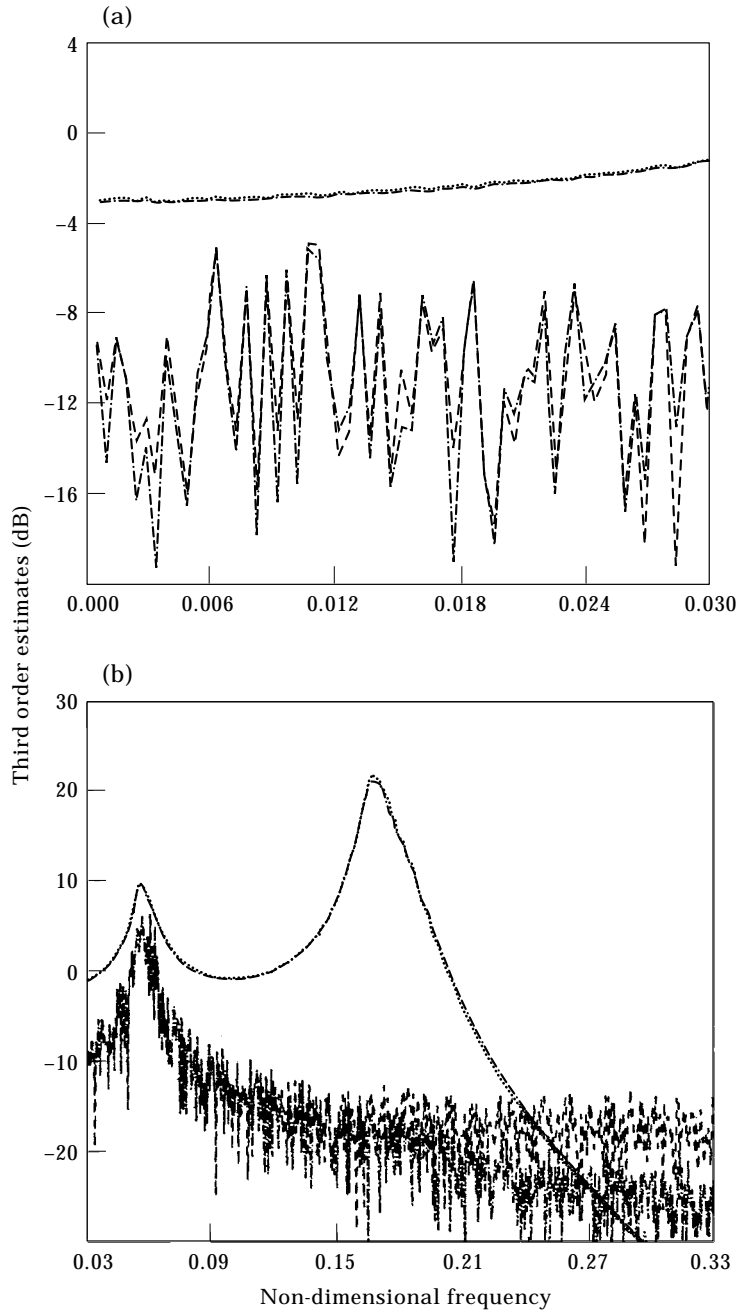 (a)
4
0
−4
−8
−12
−16
0.000 0.006 0.012 0.018 0.024 0.030
Third order estimates (dB)
(b)
30
20
10
0
−10
−20
0.03 0.09 0.15 0.21 0.27 0.33
Non-dimensional frequency